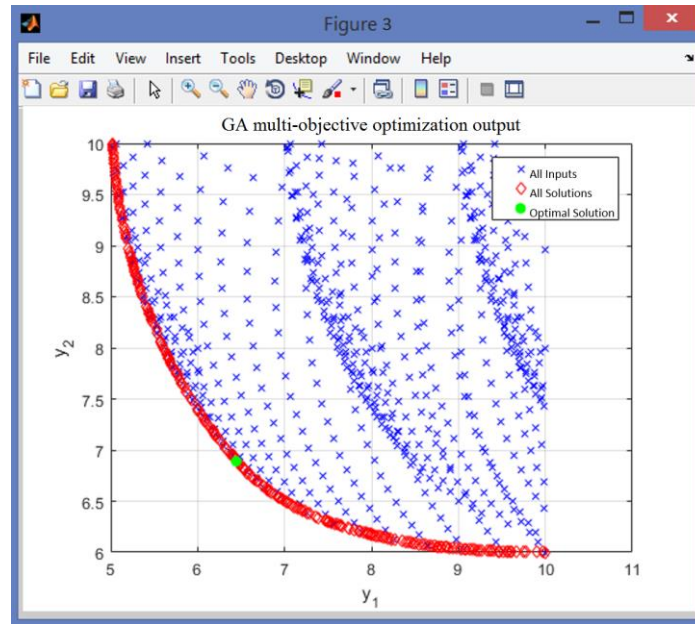 Figure 3
File Edit View Insert Tools Desktop Window Help
GA multi-objective optimization output
10
9.5
9
8.5
8
7.5
7
6.5
6
y2
All Inputs
All Solutions
Optimal Solution
5 6 7 8 9 10 11
y1